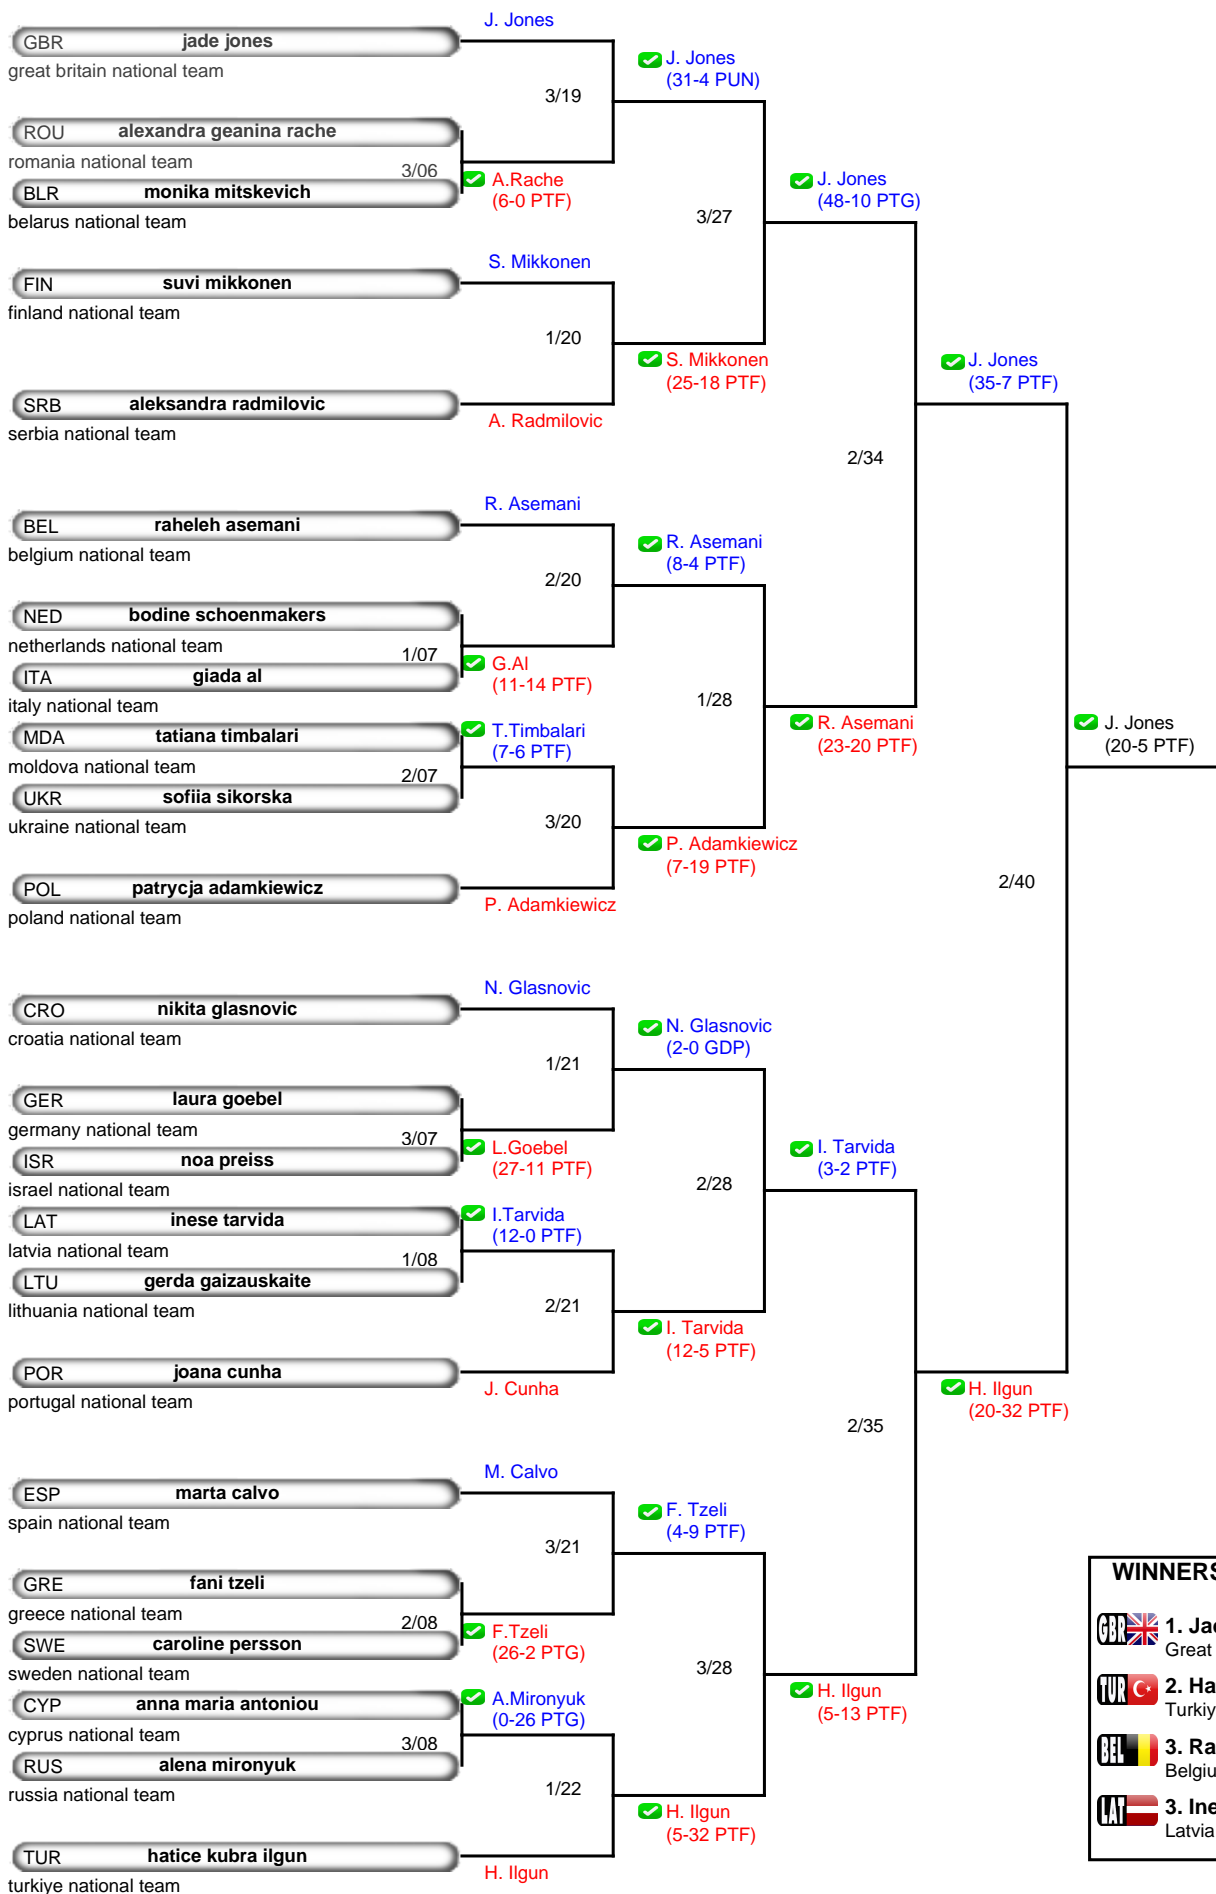 J. Jones
GBR jade jones
great britain national team
J. Jones
(31-4 PUN)
3/19
ROU alexandra geanina rache
romania national team
3/06
A.Rache
(6-0 PTF)
BLR monika mitskevich
belarus national team
J. Jones
(48-10 PTG)
3/27
S. Mikkonen
FIN suvi mikkonen
finland national team
1/20
S. Mikkonen
(25-18 PTF)
SRB aleksandra radmilovic
serbia national team
A. Radmilovic
J. Jones
(35-7 PTF)
2/34
R. Asemani
BEL raheleh asemani
belgium national team
R. Asemani
(8-4 PTF)
2/20
NED bodine schoenmakers
netherlands national team
1/07
G.Al
(11-14 PTF)
ITA giada al
italy national team
1/28
R. Asemani
(23-20 PTF)
MDA tatiana timbalari
moldova national team
T.Timbalari
(7-6 PTF)
2/07
UKR sofiia sikorska
ukraine national team
3/20
P. Adamkiewicz
(7-19 PTF)
POL patrycja adamkiewicz
poland national team
P. Adamkiewicz
J. Jones
(20-5 PTF)
2/40
N. Glasnovic
CRO nikita glasnovic
croatia national team
N. Glasnovic
(2-0 GDP)
1/21
GER laura goebel
germany national team
3/07
L.Goebel
(27-11 PTF)
ISR noa preiss
israel national team
I. Tarvida
(3-2 PTF)
2/28
LAT inese tarvida
latvia national team
I.Tarvida
(12-0 PTF)
1/08
LTU gerda gaizauskaite
lithuania national team
2/21
I. Tarvida
(12-5 PTF)
POR joana cunha
portugal national team
J. Cunha
H. Ilgun
(20-32 PTF)
2/35
M. Calvo
ESP marta calvo
spain national team
F. Tzeli
(4-9 PTF)
3/21
GRE fani tzeli
greece national team
2/08
F.Tzeli
(26-2 PTG)
SWE caroline persson
sweden national team
3/28
H. Ilgun
(5-13 PTF)
CYP anna maria antoniou
cyprus national team
A.Mironyuk
(0-26 PTG)
3/08
RUS alena mironyuk
russia national team
1/22
H. Ilgun
(5-32 PTF)
TUR hatice kubra ilgun
turkiye national team
H. Ilgun
WINNERS
GBR 1. Jad
Great
TUR 2. Ha
Turkiy
BEL 3. Ra
Belgiu
LAT 3. Ine
Latvia